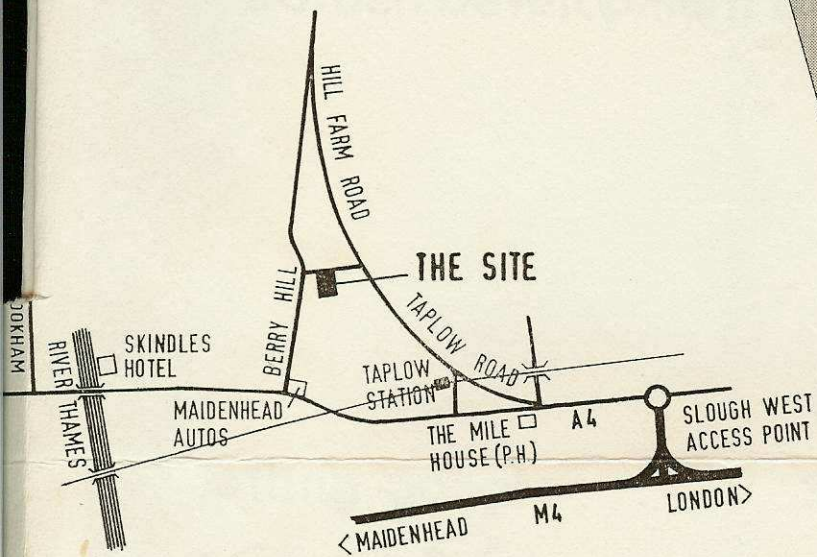 HILL FARM ROAD
THE SITE
BERRY HILL
TAPLOW ROAD
OOKHAM
RIVER THAMES
SKINDLES
HOTEL
TAPLOW
STATION
MAIDENHEAD
AUTOS
THE MILE
HOUSE (P.H.)
A4
SLOUGH WEST
ACCESS POINT
<MAIDENHEAD
M4
LONDON>